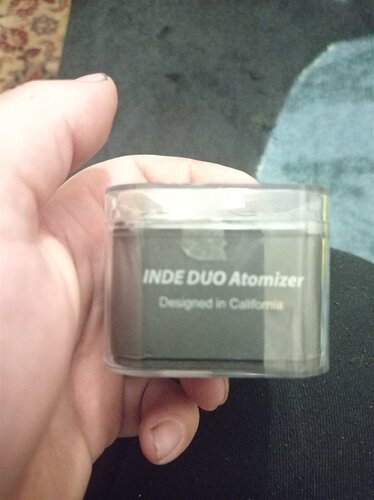 INDE DUO Atomizer
Designed in California